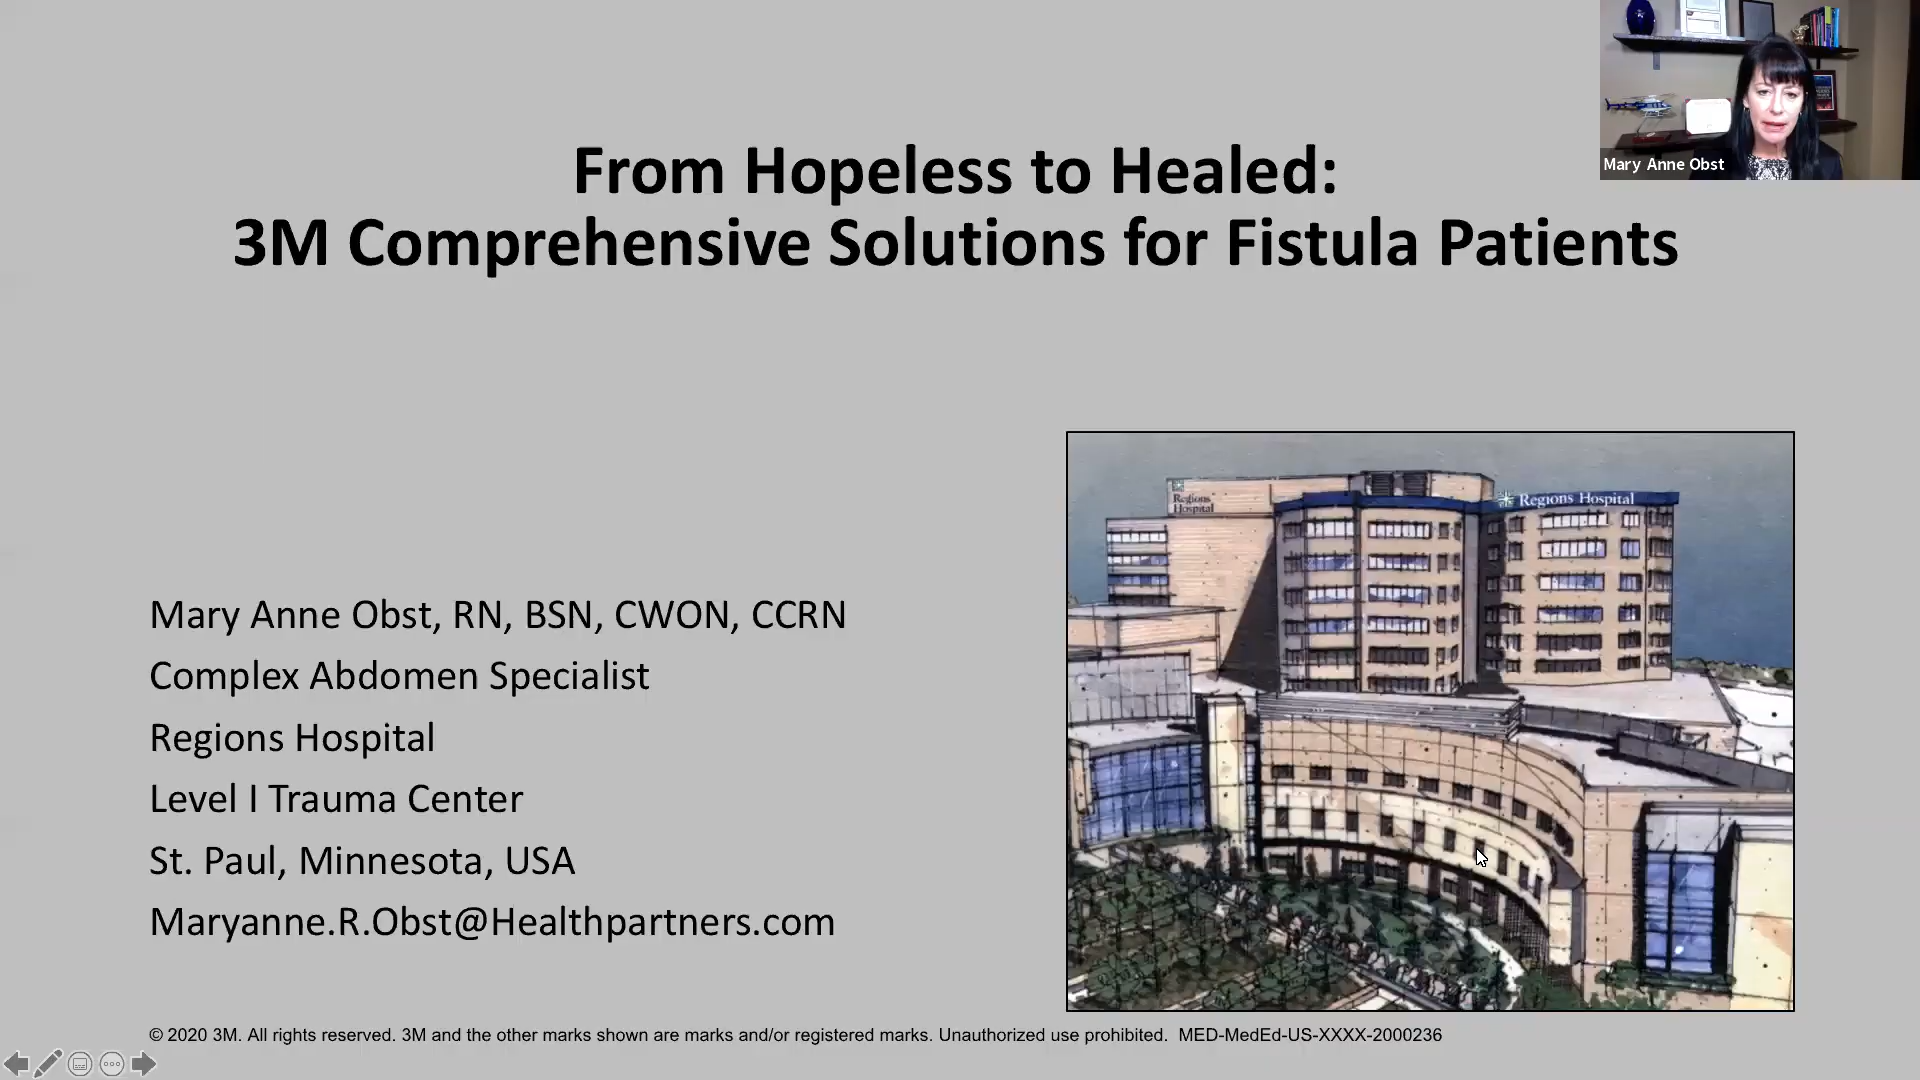 Mary Anne Obst
From Hopeless to Healed:
3M Comprehensive Solutions for Fistula Patients
Regions
Hospital
Regions Hospital
Mary Anne Obst, RN, BSN, CWON, CCRN
Complex Abdomen Specialist
Regions Hospital
Level I Trauma Center
St. Paul, Minnesota, USA
Maryanne.R.Obst@Healthpartners.com
© 2020 3M. All rights reserved. 3M and the other marks shown are marks and/or registered marks. Unauthorized use prohibited.  MED-MedEd-US-XXXX-2000236